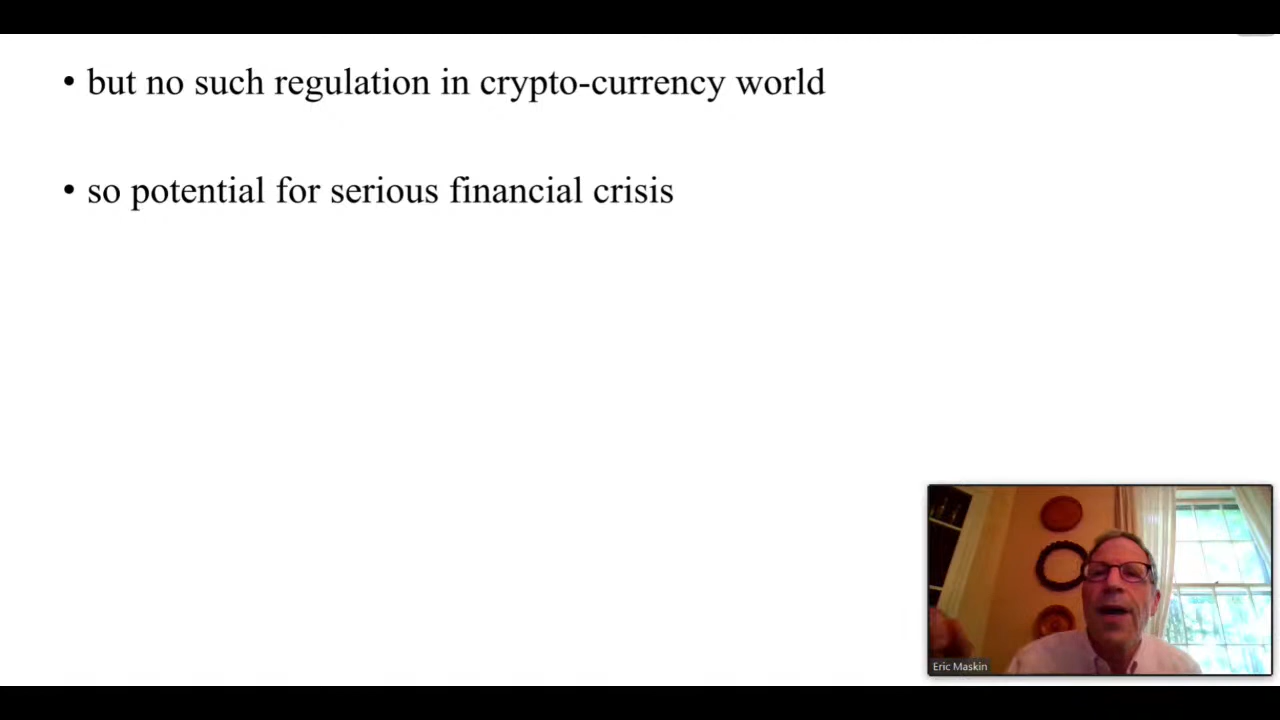 • but no such regulation in crypto-currency world
• so potential for serious financial crisis
Eric Maskin